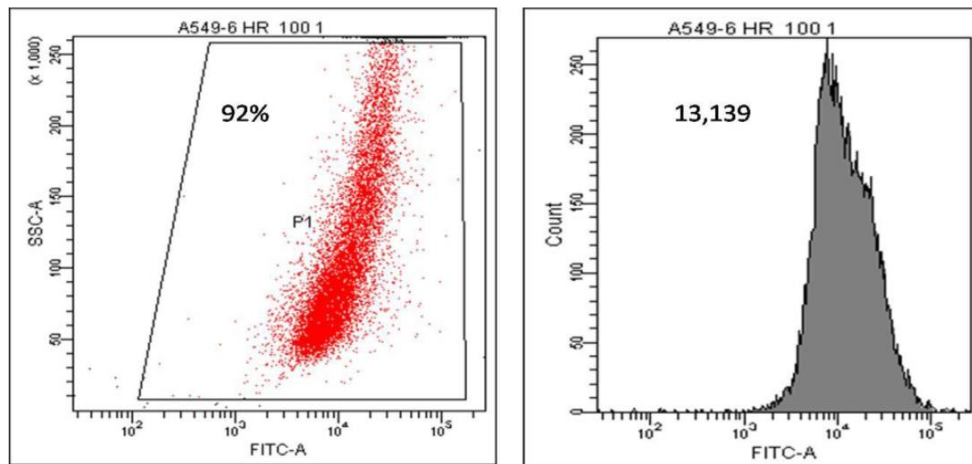 A549-6 HR 100 1
(x 1,000)
250
200
150
100
50
SSC-A
92%
P1
10² 10³ 10⁴ 10⁵
FITC-A
A549-6 HR 100 1
250
200
150
100
50
0
Count
13,139
10² 10³ 10⁴ 10⁵
FITC-A